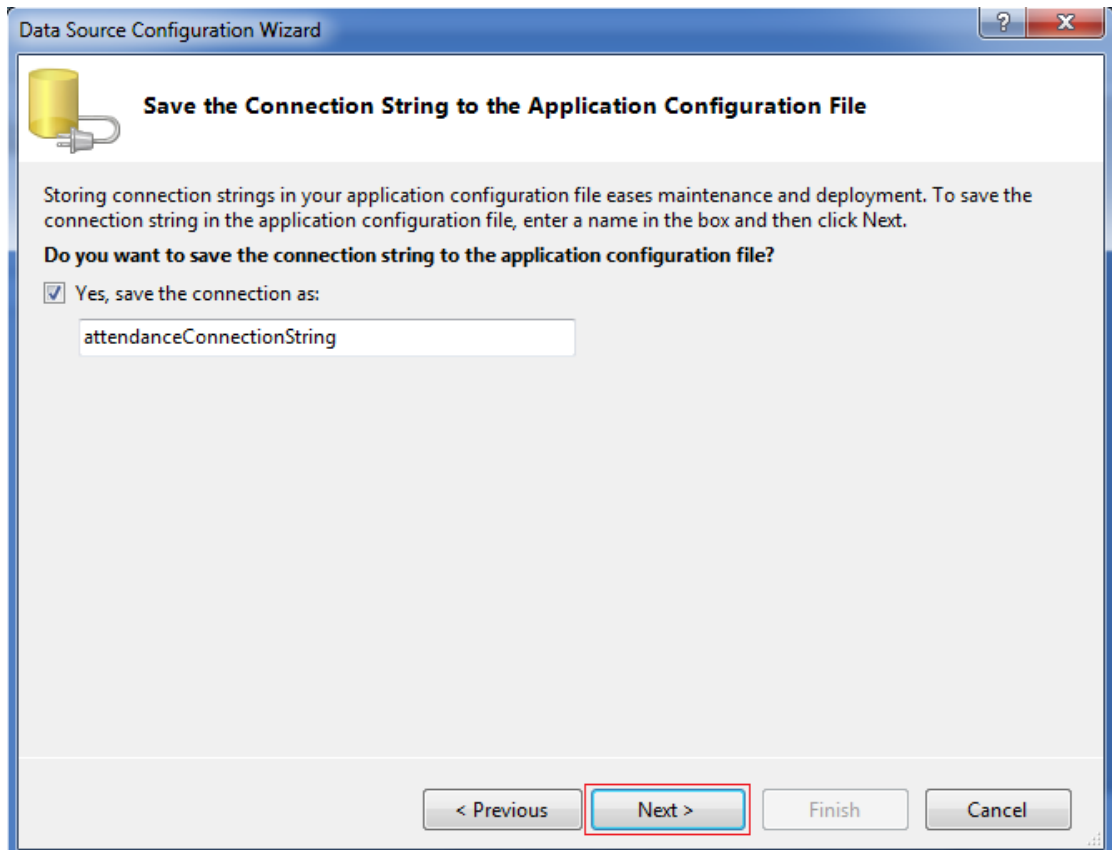 Data Source Configuration Wizard
?
X
Save the Connection String to the Application Configuration File
Storing connection strings in your application configuration file eases maintenance and deployment. To save the
connection string in the application configuration file, enter a name in the box and then click Next.
Do you want to save the connection string to the application configuration file?
Yes, save the connection as:
attendanceConnectionString
< Previous
Next >
Finish
Cancel